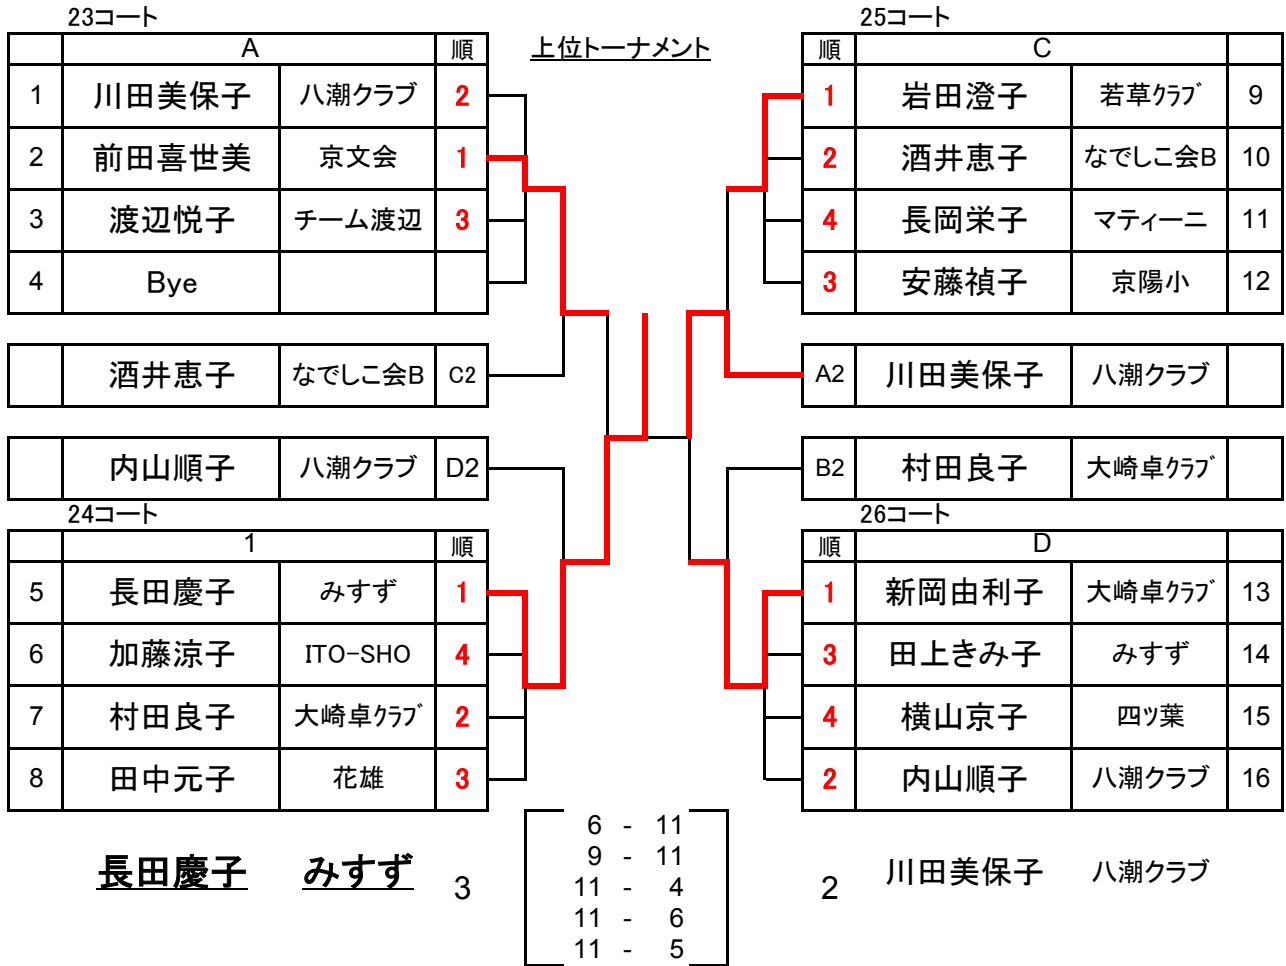 23コート
A 順
1 川田美保子 八潮クラブ 2
2 前田喜世美 京文会 1
3 渡辺悦子 チーム渡辺 3
4 Bye
酒井恵子 なでしこ会B C2
内山順子 八潮クラブ D2
24コート
1 順
5 長田慶子 みすず 1
6 加藤涼子 ITO-SHO 4
7 村田良子 大崎卓クラブ 2
8 田中元子 花雄 3
上位トーナメント
25コート
順 C
1 岩田澄子 若草クラブ 9
2 酒井恵子 なでしこ会B 10
4 長岡栄子 マティーニ 11
3 安藤禎子 京陽小 12
A2 川田美保子 八潮クラブ
B2 村田良子 大崎卓クラブ
26コート
順 D
1 新岡由利子 大崎卓クラブ 13
3 田上きみ子 みすず 14
4 横山京子 四ツ葉 15
2 内山順子 八潮クラブ 16
長田慶子 みすず 3
6 - 11
9 - 11
11 - 4
11 - 6
11 - 5
2 川田美保子 八潮クラブ